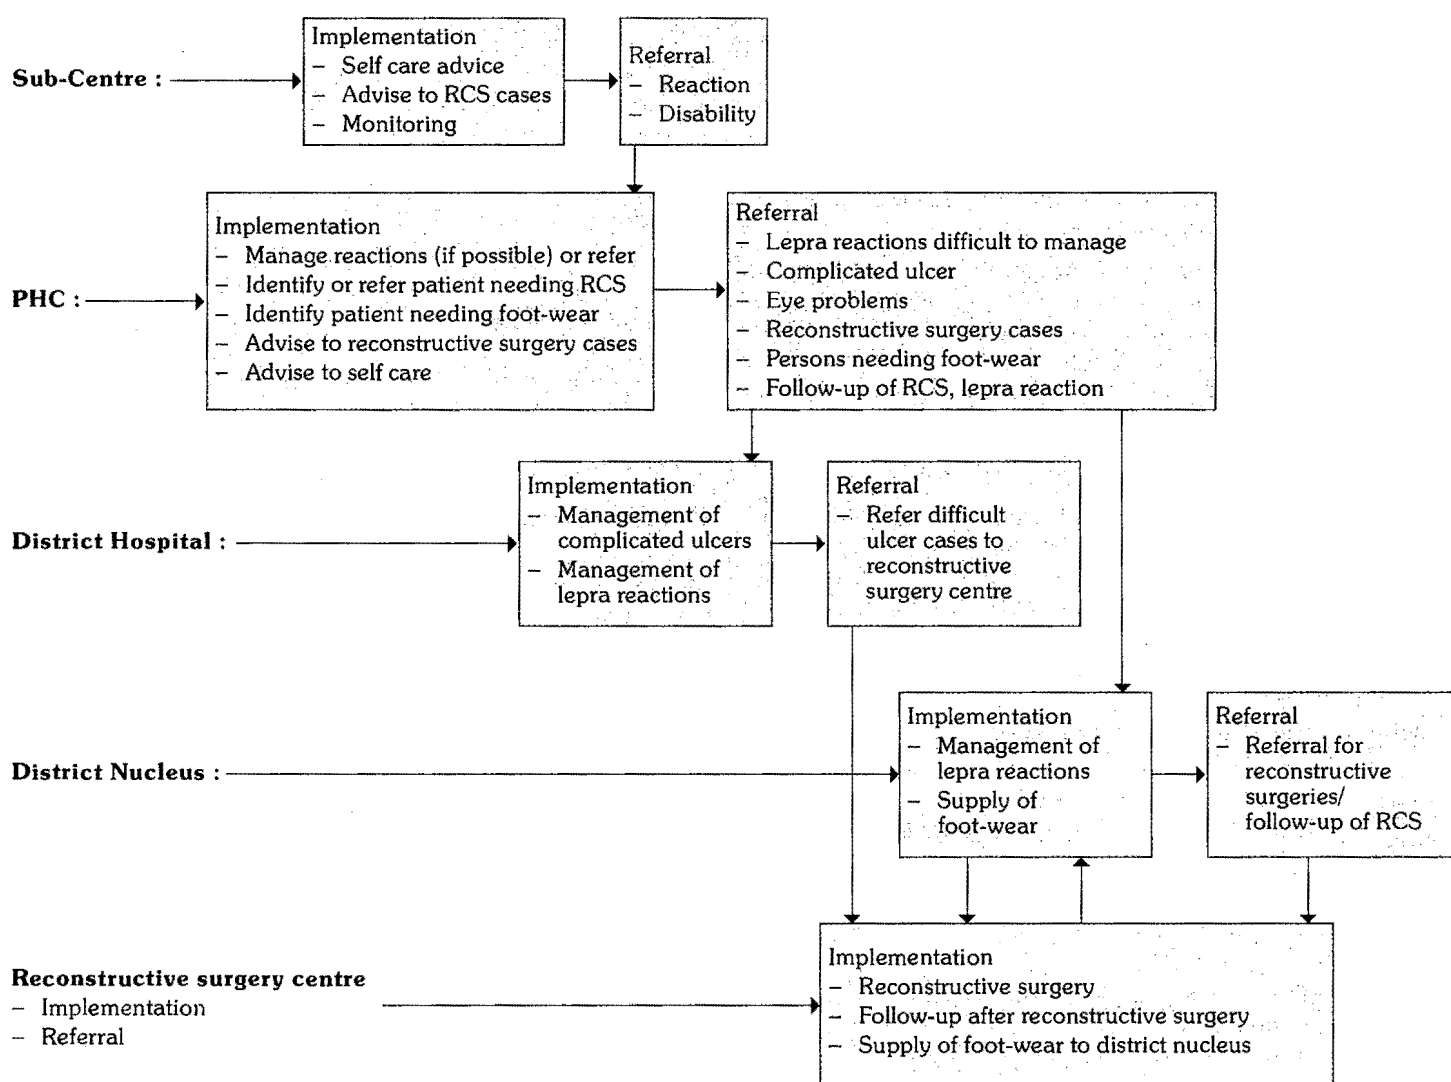 Sub-Centre :
Implementation
– Self care advice
– Advise to RCS cases
– Monitoring
Referral
– Reaction
– Disability
PHC :
Implementation
– Manage reactions (if possible) or refer
– Identify or refer patient needing RCS
– Identify patient needing foot-wear
– Advise to reconstructive surgery cases
– Advise to self care
Referral
– Lepra reactions difficult to manage
– Complicated ulcer
– Eye problems
– Reconstructive surgery cases
– Persons needing foot-wear
– Follow-up of RCS, lepra reaction
District Hospital :
Implementation
– Management of
complicated ulcers
– Management of
lepra reactions
Referral
– Refer difficult
ulcer cases to
reconstructive
surgery centre
District Nucleus :
Implementation
– Management of
lepra reactions
– Supply of
foot-wear
Referral
– Referral for
reconstructive
surgeries/
follow-up of RCS
Reconstructive surgery centre
– Implementation
– Referral
Implementation
– Reconstructive surgery
– Follow-up after reconstructive surgery
– Supply of foot-wear to district nucleus